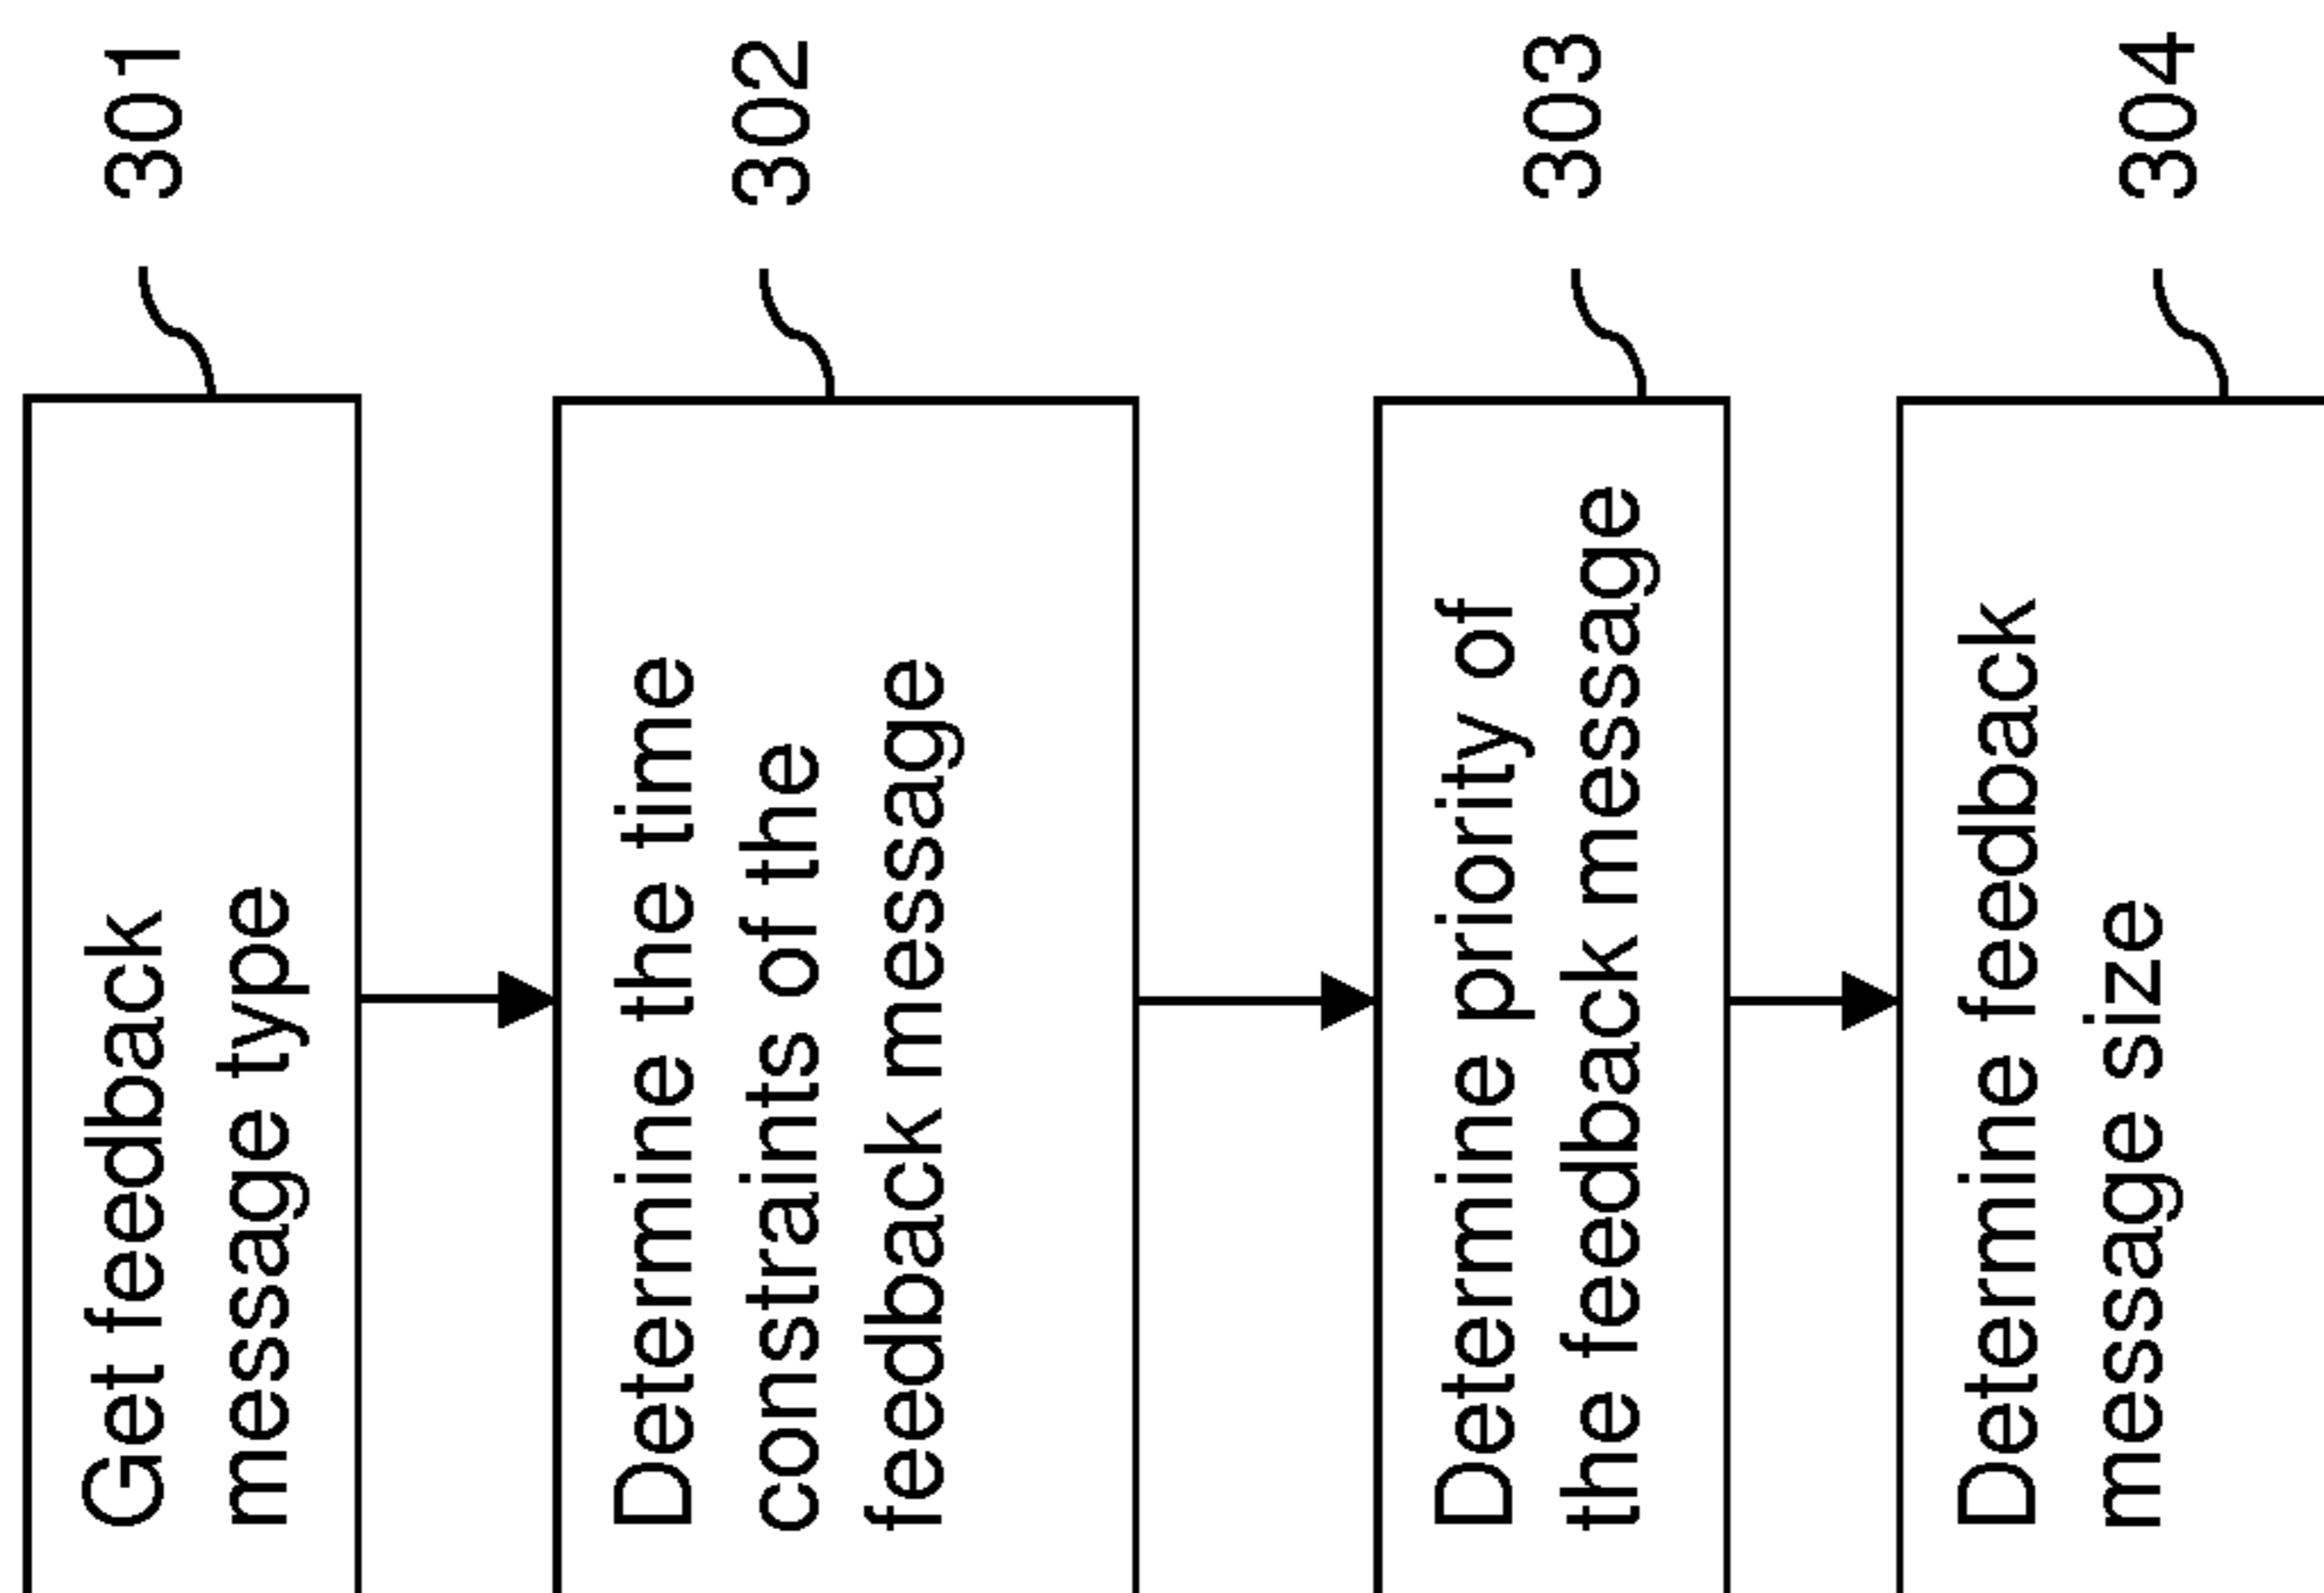 Get feedback
message type
301
Determine the time
constraints of the
feedback message
302
Determine priority of
the feedback message
303
Determine feedback
message size
304